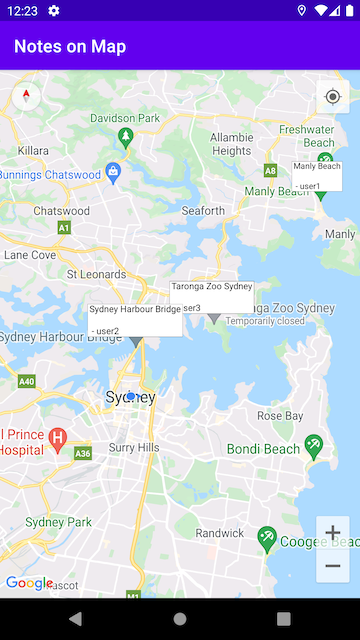 12:23
Notes on Map
Davidson Park
Killara
Allambie
Heights
Freshwater
Beach
Bunnings Chatswood
A8
Manly Beach
- user1
Manly Beach
Chatswood
Seaforth
A1
Manly
Lane Cove
St Leonards
Taronga Zoo Sydney
ser3
nga Zoo Sydney
Temporarily closed
Sydney Harbour Bridge
- user2
Sydney Harbour Bridge
A40
Sydney
Rose Bay
l Prince
Hospital
H
A36
Surry Hills
Bondi Beach
Sydney Park
Randwick
Coogee Beac
+
−
Google
ascot
M1